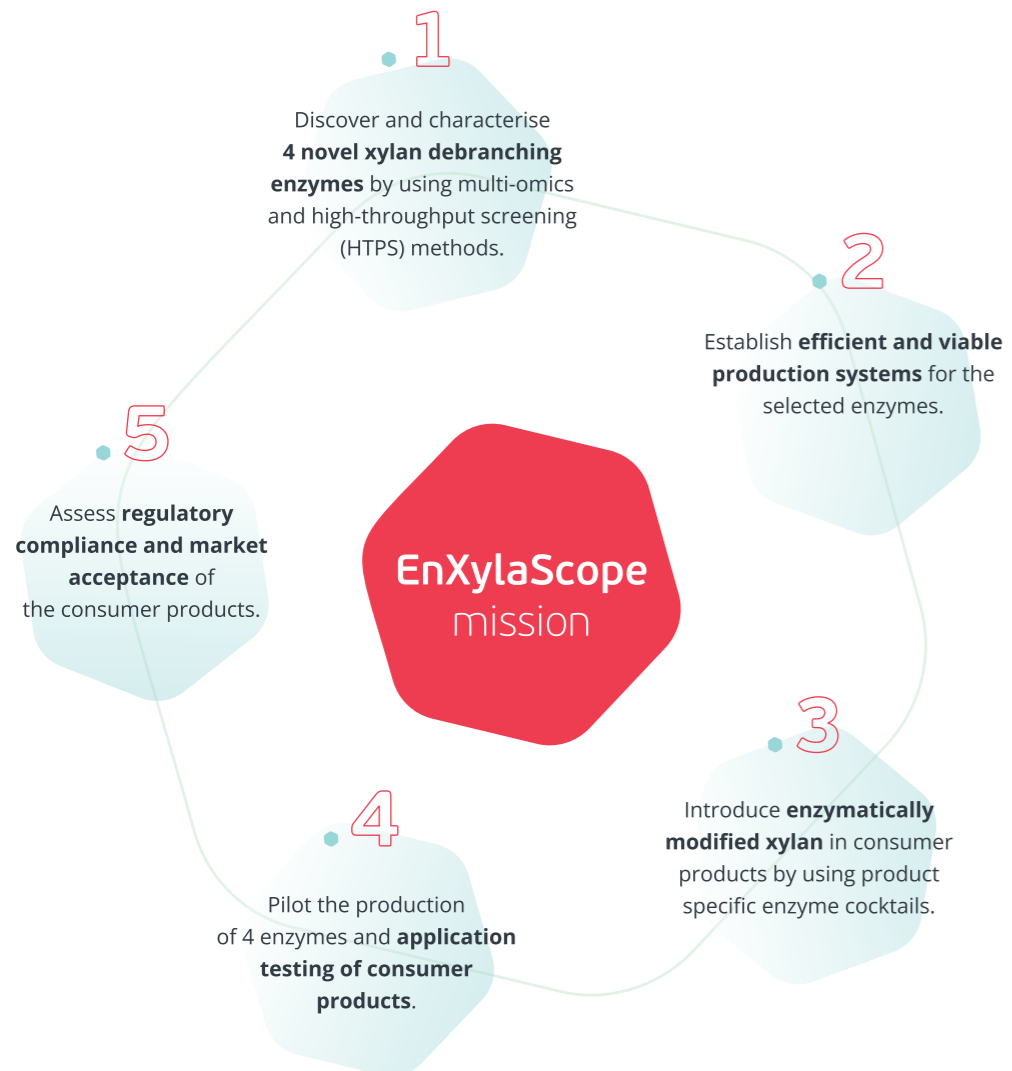 1
Discover and characterise
4 novel xylan debranching
enzymes by using multi-omics
and high-throughput screening
(HTPS) methods.
2
Establish efficient and viable
production systems for the
selected enzymes.
5
Assess regulatory
compliance and market
acceptance of
the consumer products.
EnXylaScope
mission
3
Introduce enzymatically
modified xylan in consumer
products by using product
specific enzyme cocktails.
4
Pilot the production
of 4 enzymes and application
testing of consumer
products.